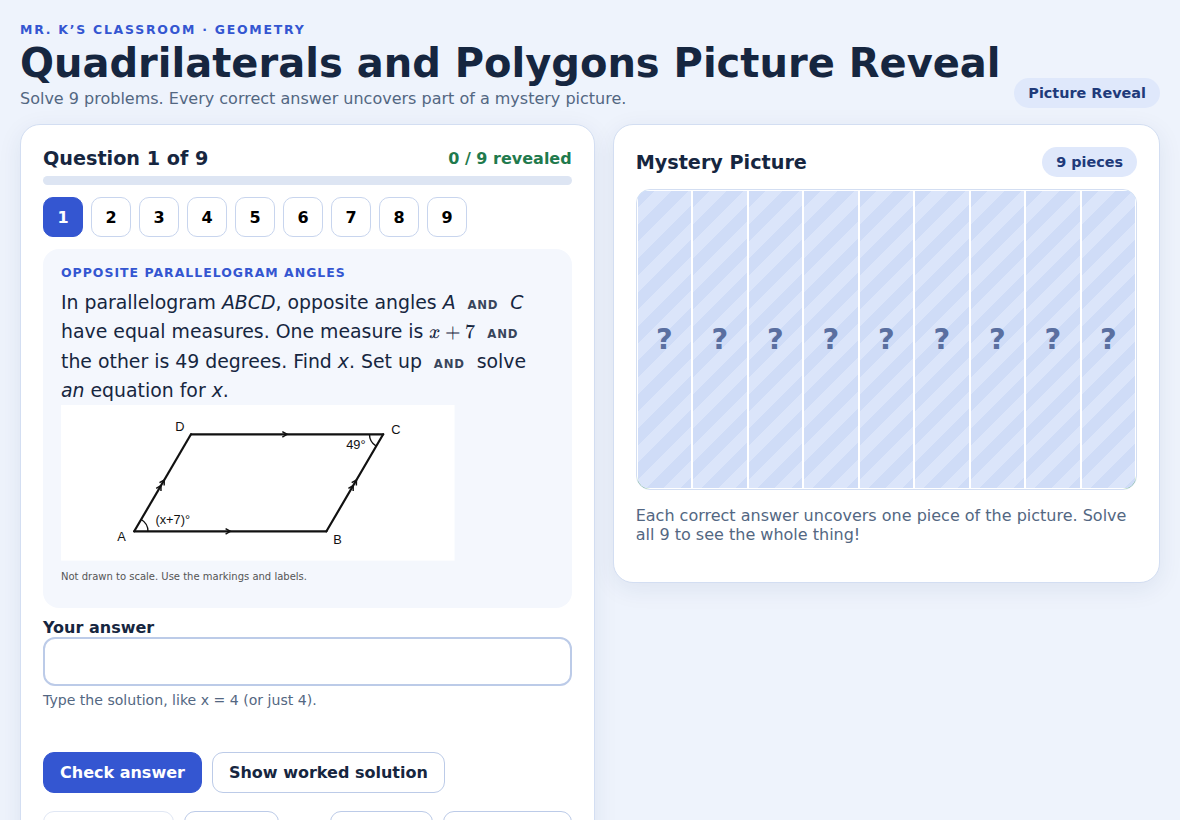 MR. K'S CLASSROOM · GEOMETRY
Quadrilaterals and Polygons Picture Reveal
Solve 9 problems. Every correct answer uncovers part of a mystery picture.
Picture Reveal
Question 1 of 9
0 / 9 revealed
1 2 3 4 5 6 7 8 9
OPPOSITE PARALLELOGRAM ANGLES
In parallelogram ABCD, opposite angles A AND C
have equal measures. One measure is x + 7 AND
the other is 49 degrees. Find x. Set up AND solve
an equation for x.
D
C
49°
(x+7)°
A
B
Not drawn to scale. Use the markings and labels.
Your answer
Type the solution, like x = 4 (or just 4).
Check answer
Show worked solution
Mystery Picture
9 pieces
? ? ? ? ? ? ? ? ?
Each correct answer uncovers one piece of the picture. Solve
all 9 to see the whole thing!